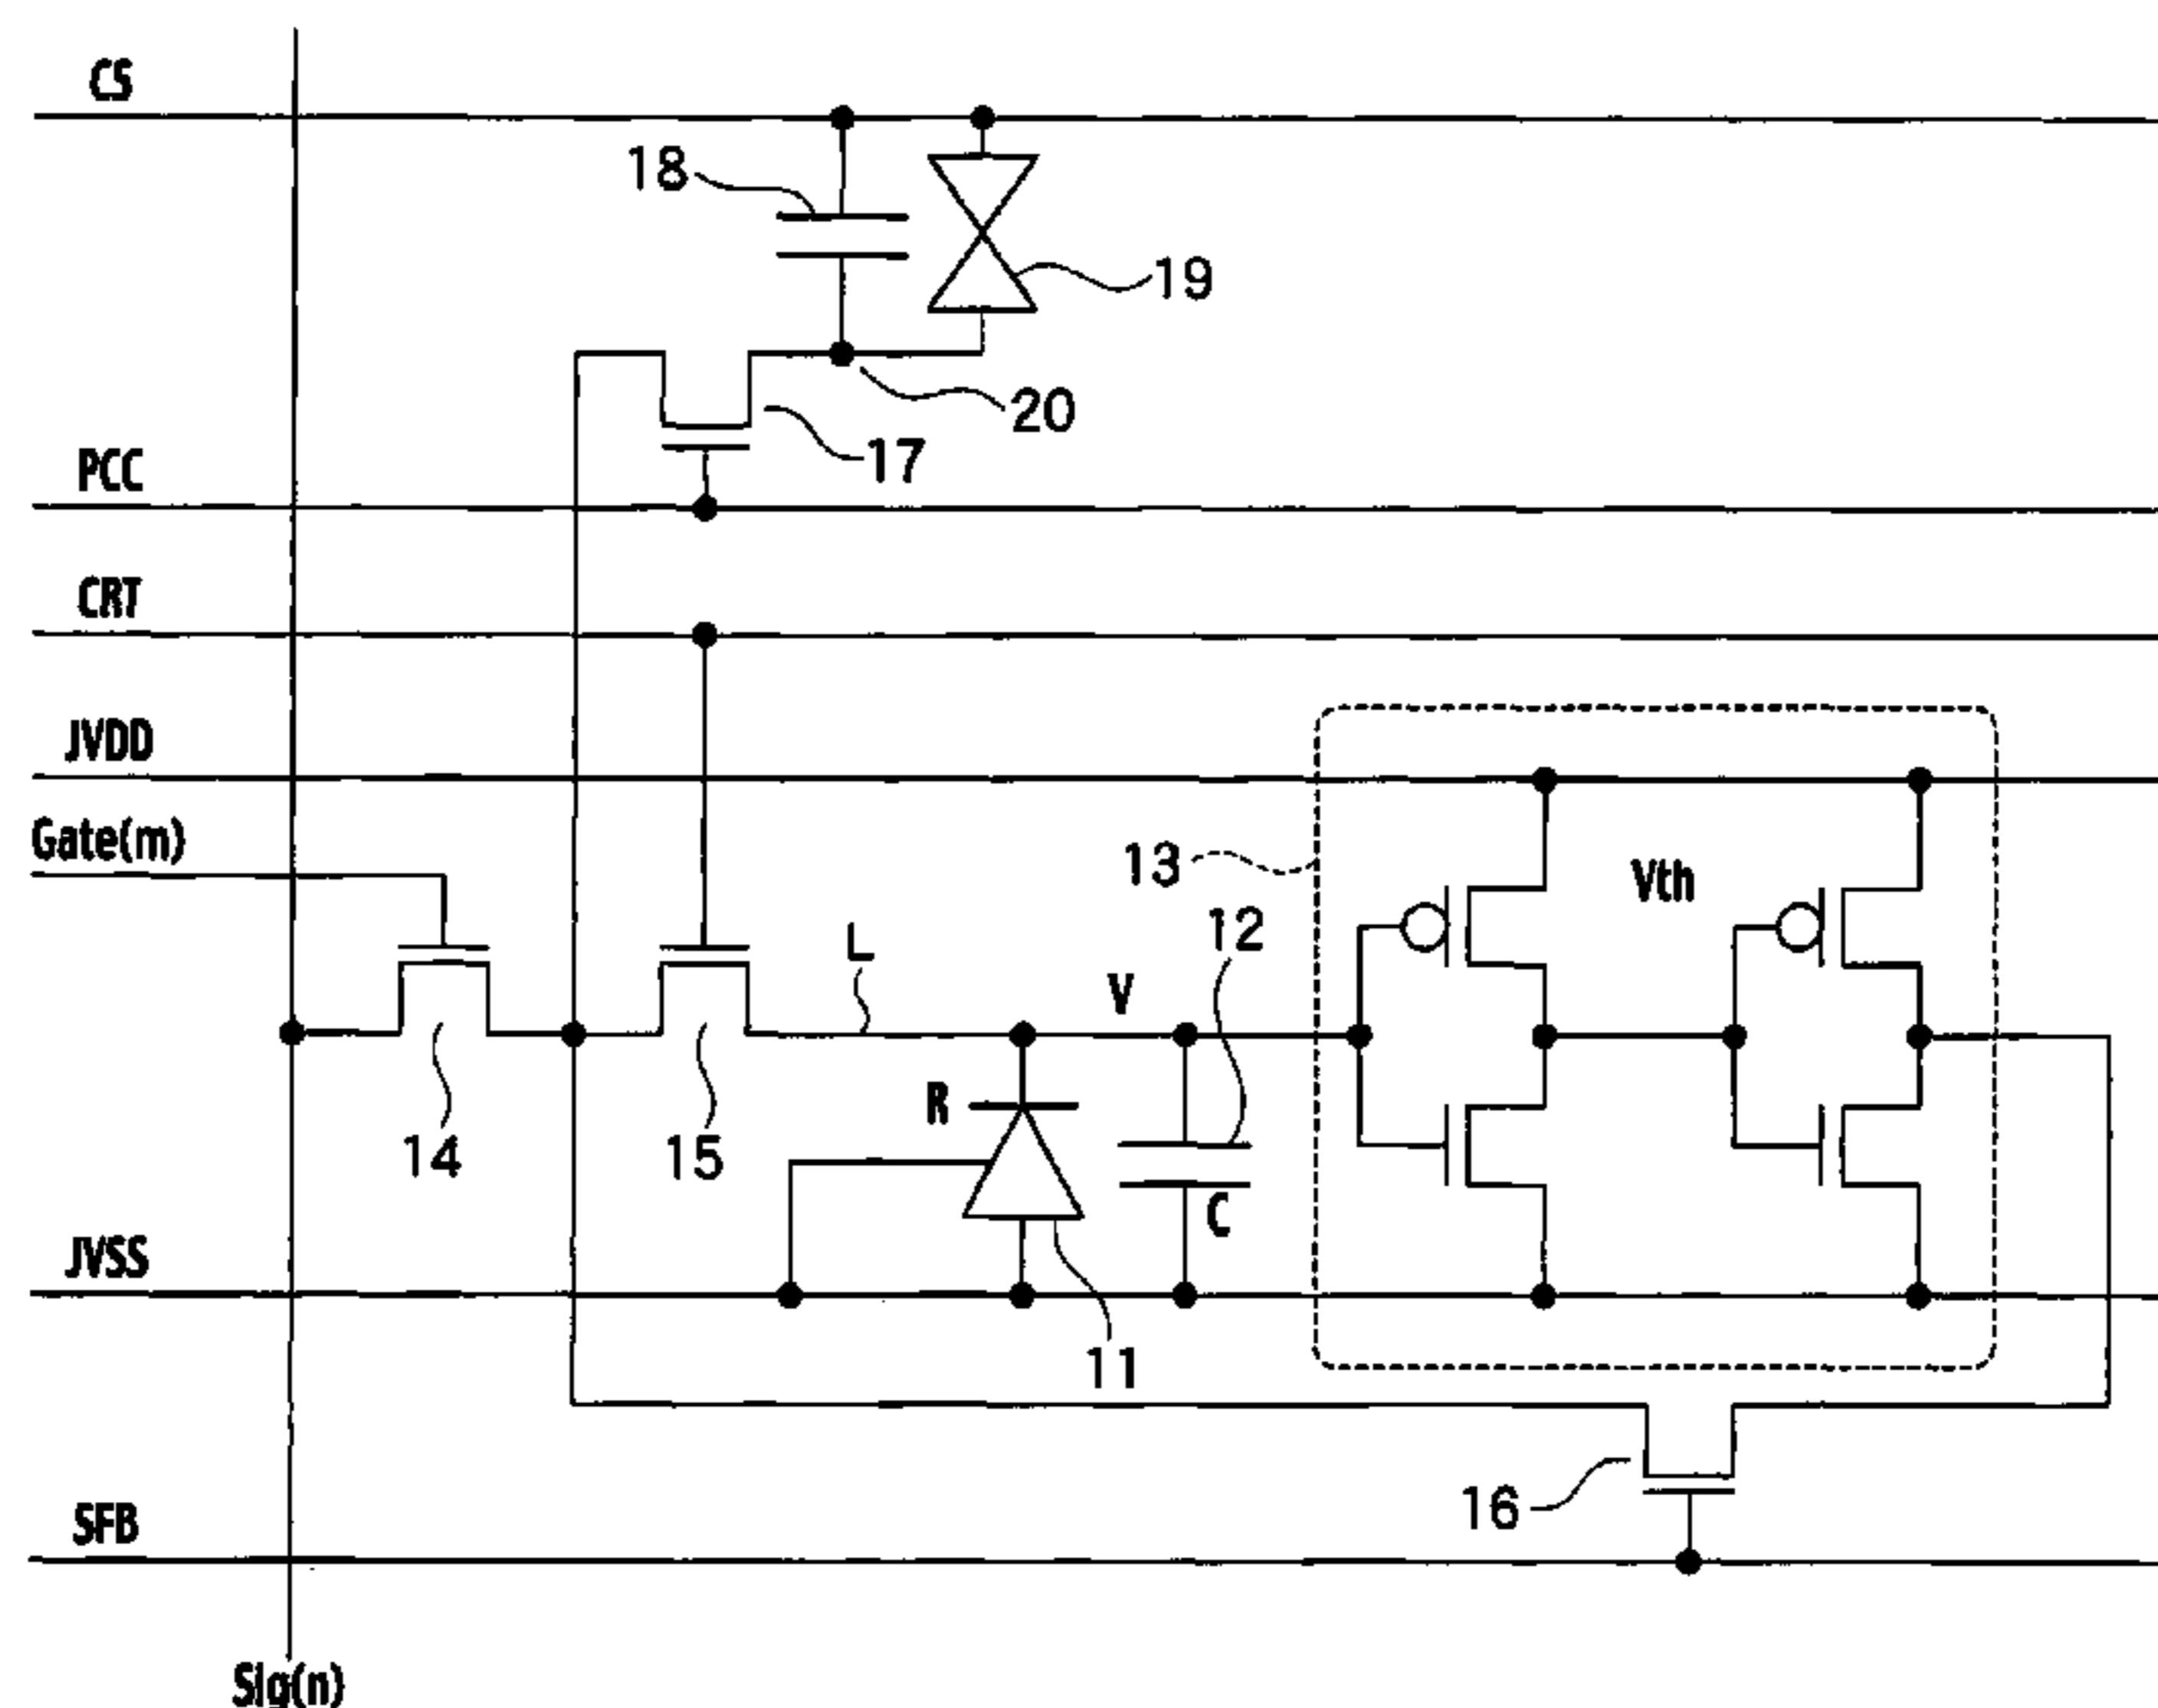 CS
18
19
20
17
PCC
CRT
JVDD
Gate(m)
13
Vth
12
L
V
R
14
15
C
JVSS
11
16
SFB
Sig(n)